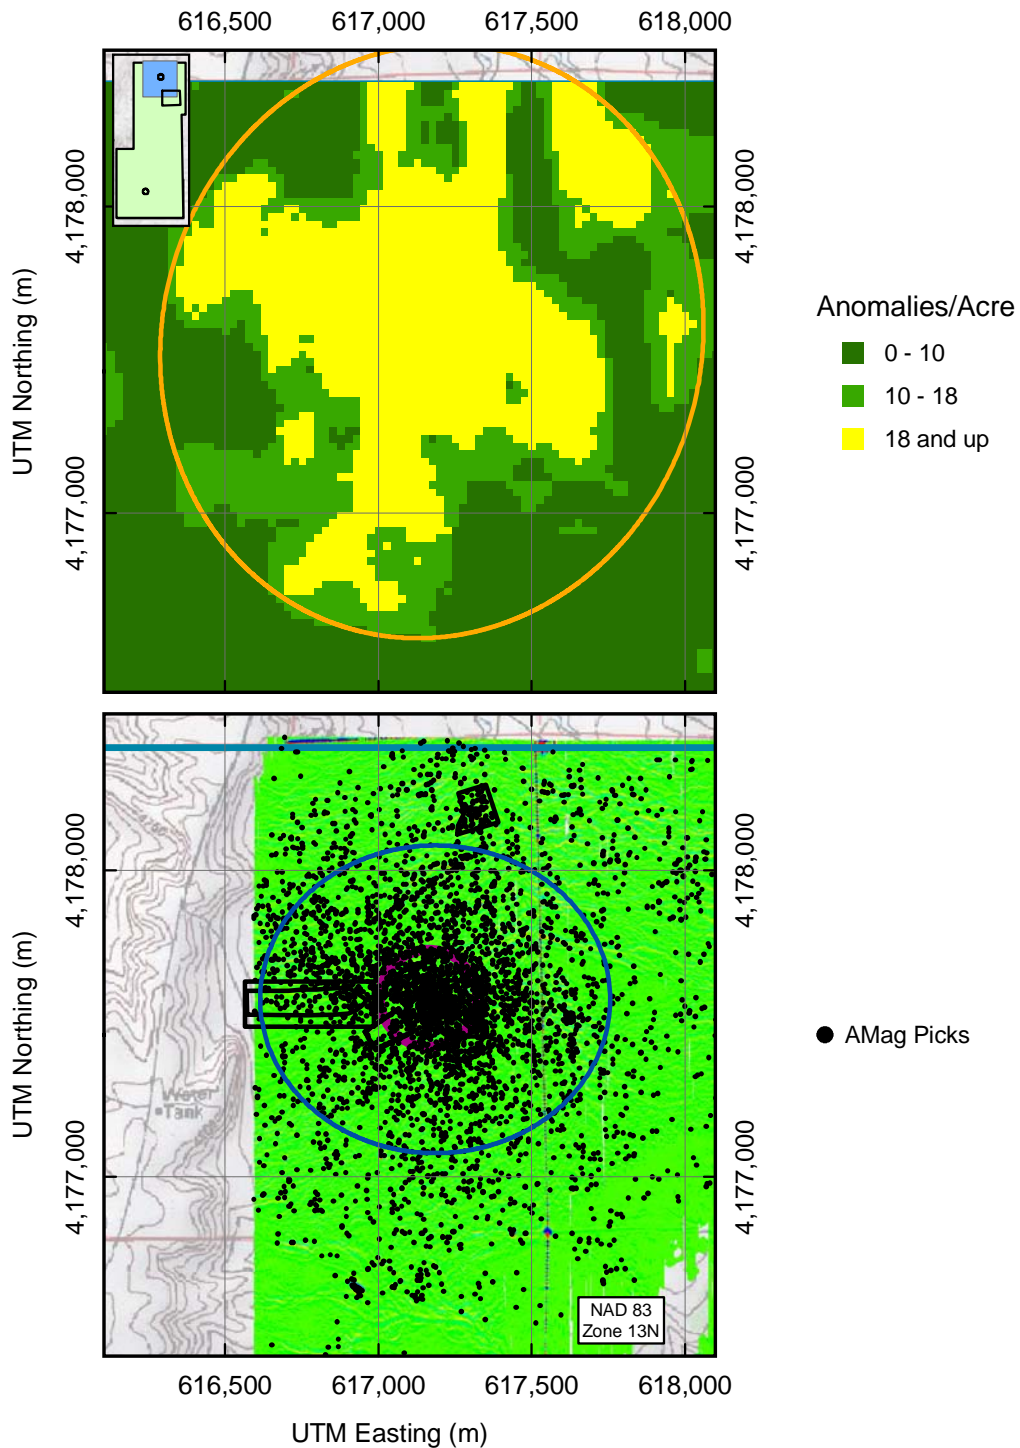 616,500 617,000 617,500 618,000
4,178,000
4,178,000
UTM Northing (m)
4,177,000
4,177,000
Anomalies/Acre
0 - 10
10 - 18
18 and up
4,178,000
4,178,000
UTM Northing (m)
4,177,000
4,177,000
Water
Tank
AMag Picks
NAD 83
Zone 13N
616,500 617,000 617,500 618,000
UTM Easting (m)